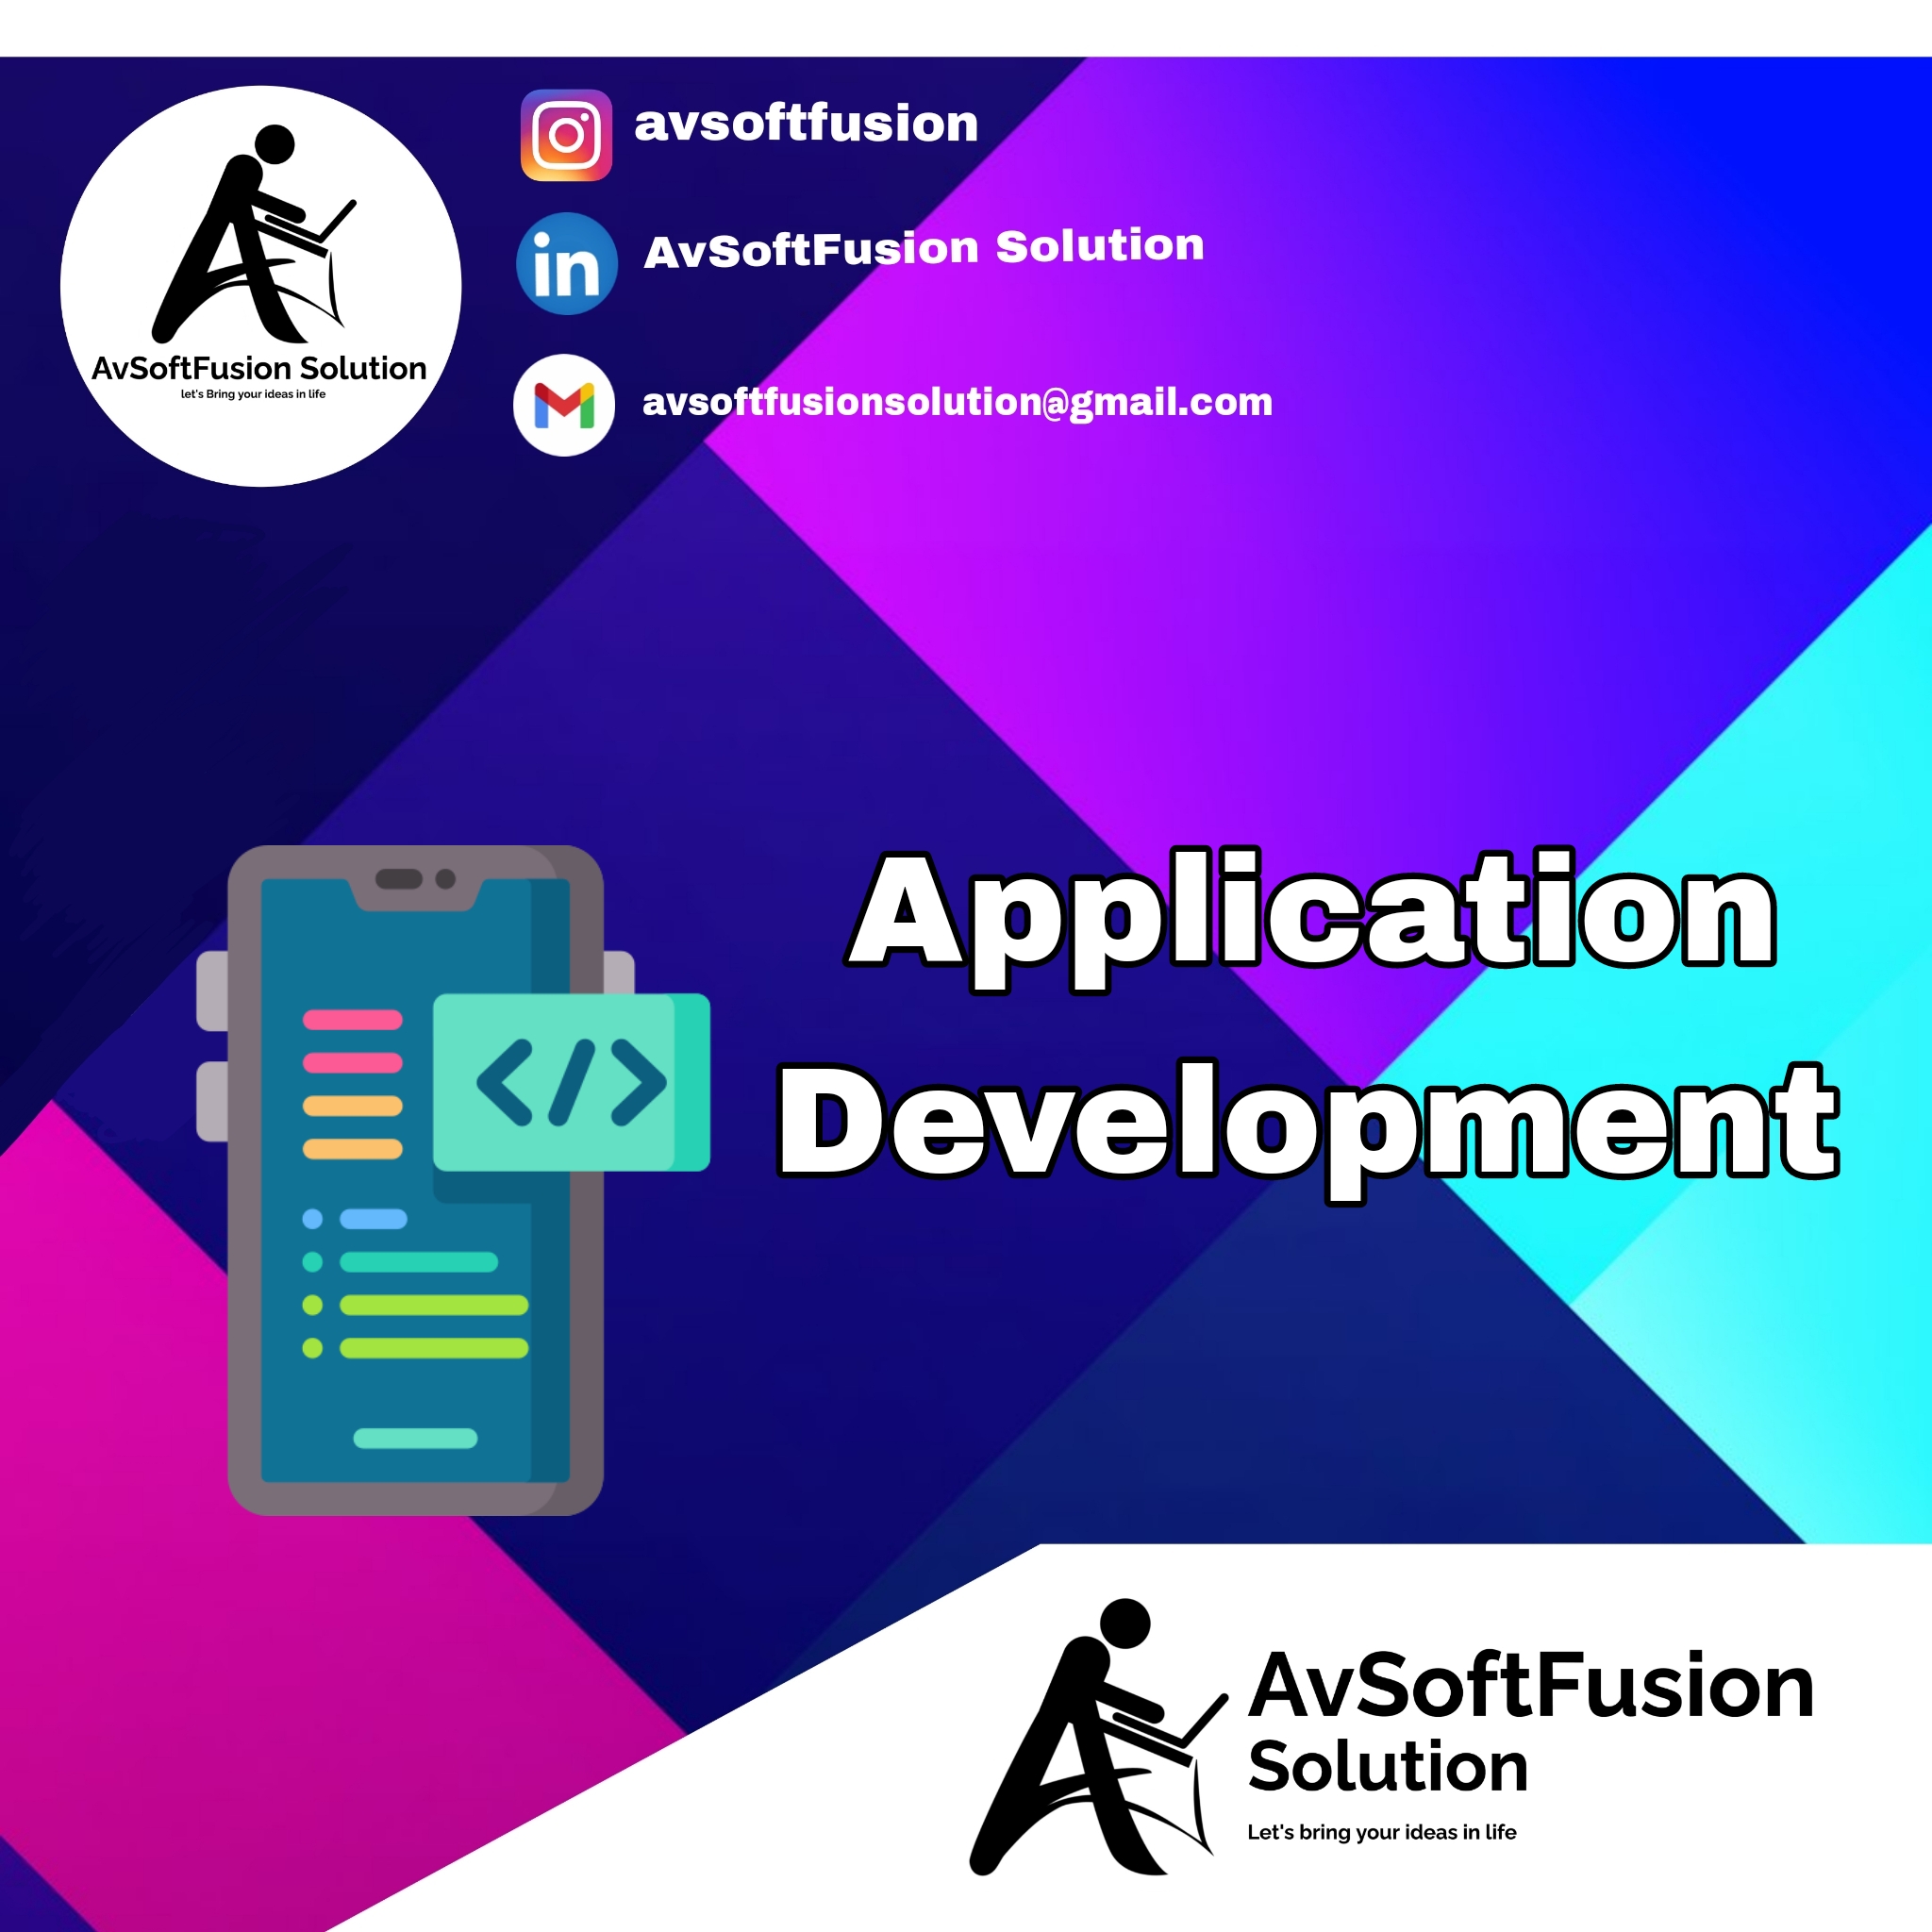 AvSoftFusion Solution
let's Bring your ideas in life
avsoftfusion
in
AvSoftFusion Solution
avsoftfusionsolution@gmail.com
</>
Application
Development
AvSoftFusion
Solution
Let's bring your ideas in life